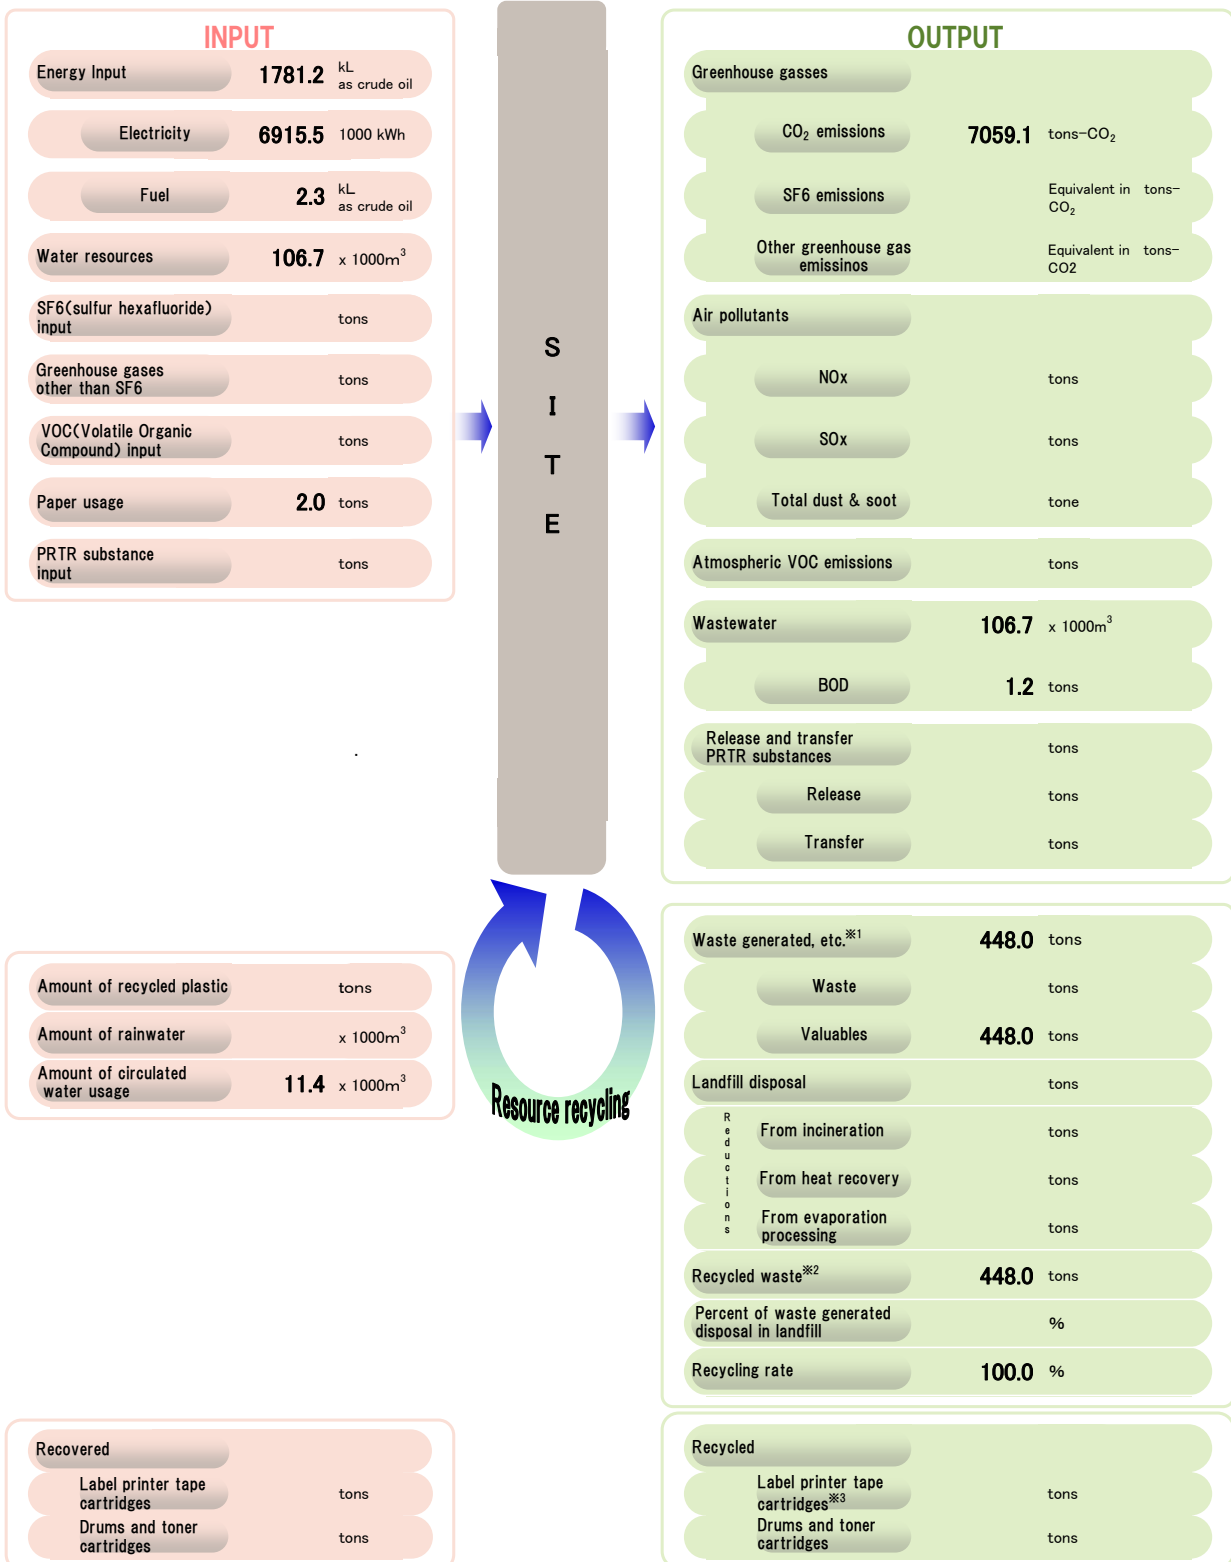 INPUT
Energy Input 1781.2 kL
as crude oil
Electricity 6915.5 1000 kWh
Fuel 2.3 kL
as crude oil
Water resources 106.7 x 1000m³
SF6(sulfur hexafluoride)
input tons
Greenhouse gases
other than SF6 tons
VOC(Volatile Organic
Compound) input tons
Paper usage 2.0 tons
PRTR substance
input tons
S
I
T
E
OUTPUT
Greenhouse gasses
CO₂ emissions 7059.1 tons-CO₂
SF6 emissions Equivalent in tons-
CO₂
Other greenhouse gas
emissinos Equivalent in tons-
CO2
Air pollutants
NOx tons
SOx tons
Total dust & soot tone
Atmospheric VOC emissions tons
Wastewater 106.7 x 1000m³
BOD 1.2 tons
Release and transfer
PRTR substances tons
Release tons
Transfer tons
Amount of recycled plastic tons
Amount of rainwater x 1000m³
Amount of circulated
water usage 11.4 x 1000m³
Resource recycling
Waste generated, etc.※1 448.0 tons
Waste tons
Valuables 448.0 tons
Landfill disposal tons
Reductions
From incineration tons
From heat recovery tons
From evaporation
processing tons
Recycled waste※2 448.0 tons
Percent of waste generated
disposal in landfill %
Recycling rate 100.0 %
Recovered
Label printer tape
cartridges tons
Drums and toner
cartridges tons
Recycled
Label printer tape
cartridges※3 tons
Drums and toner
cartridges tons